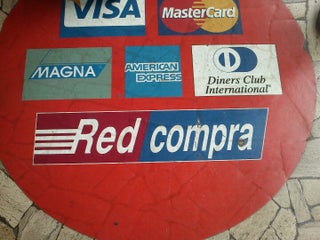 VISA
MasterCard
MAGNA
AMERICAN
EXPRESS
Diners Club
International
Red compra